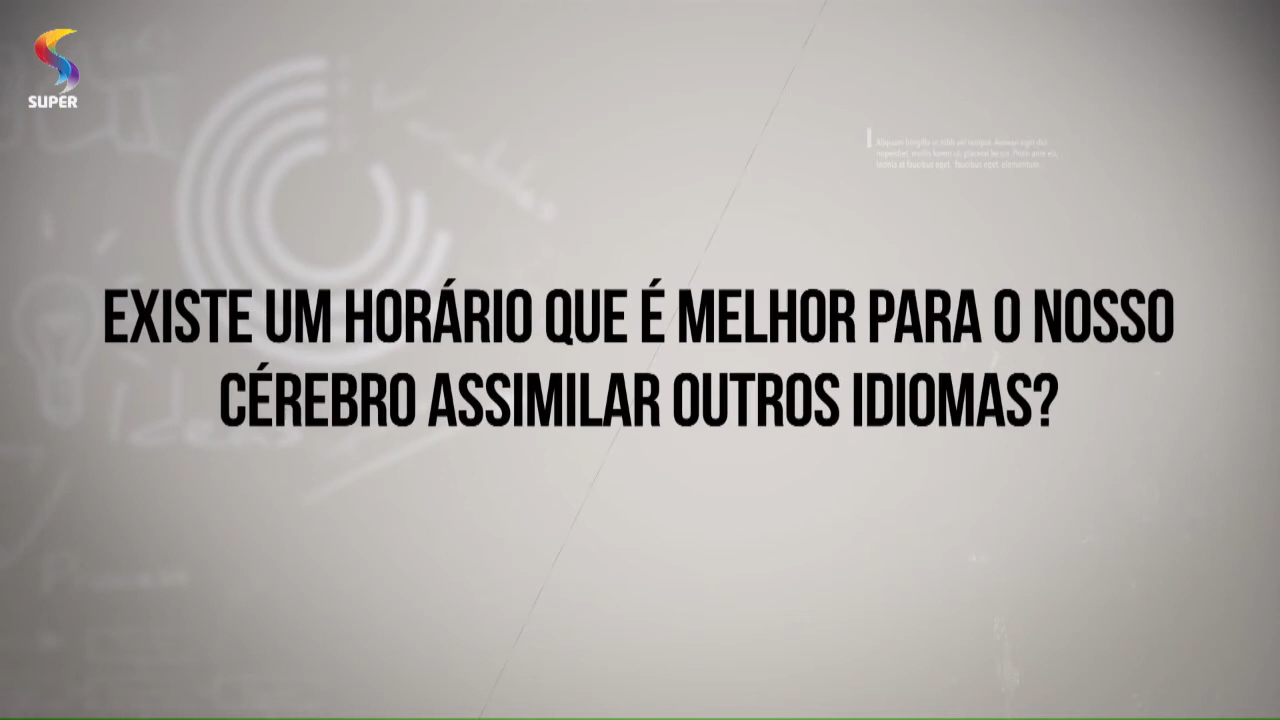 SUPER
EXISTE UM HORÁRIO QUE É MELHOR PARA O NOSSO
CÉREBRO ASSIMILAR OUTROS IDIOMAS?